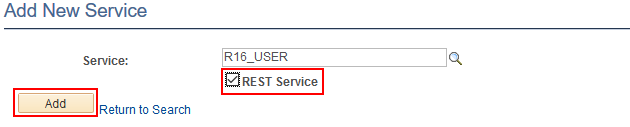 Add New Service
Service: R16_USER
REST Service
Add Return to Search